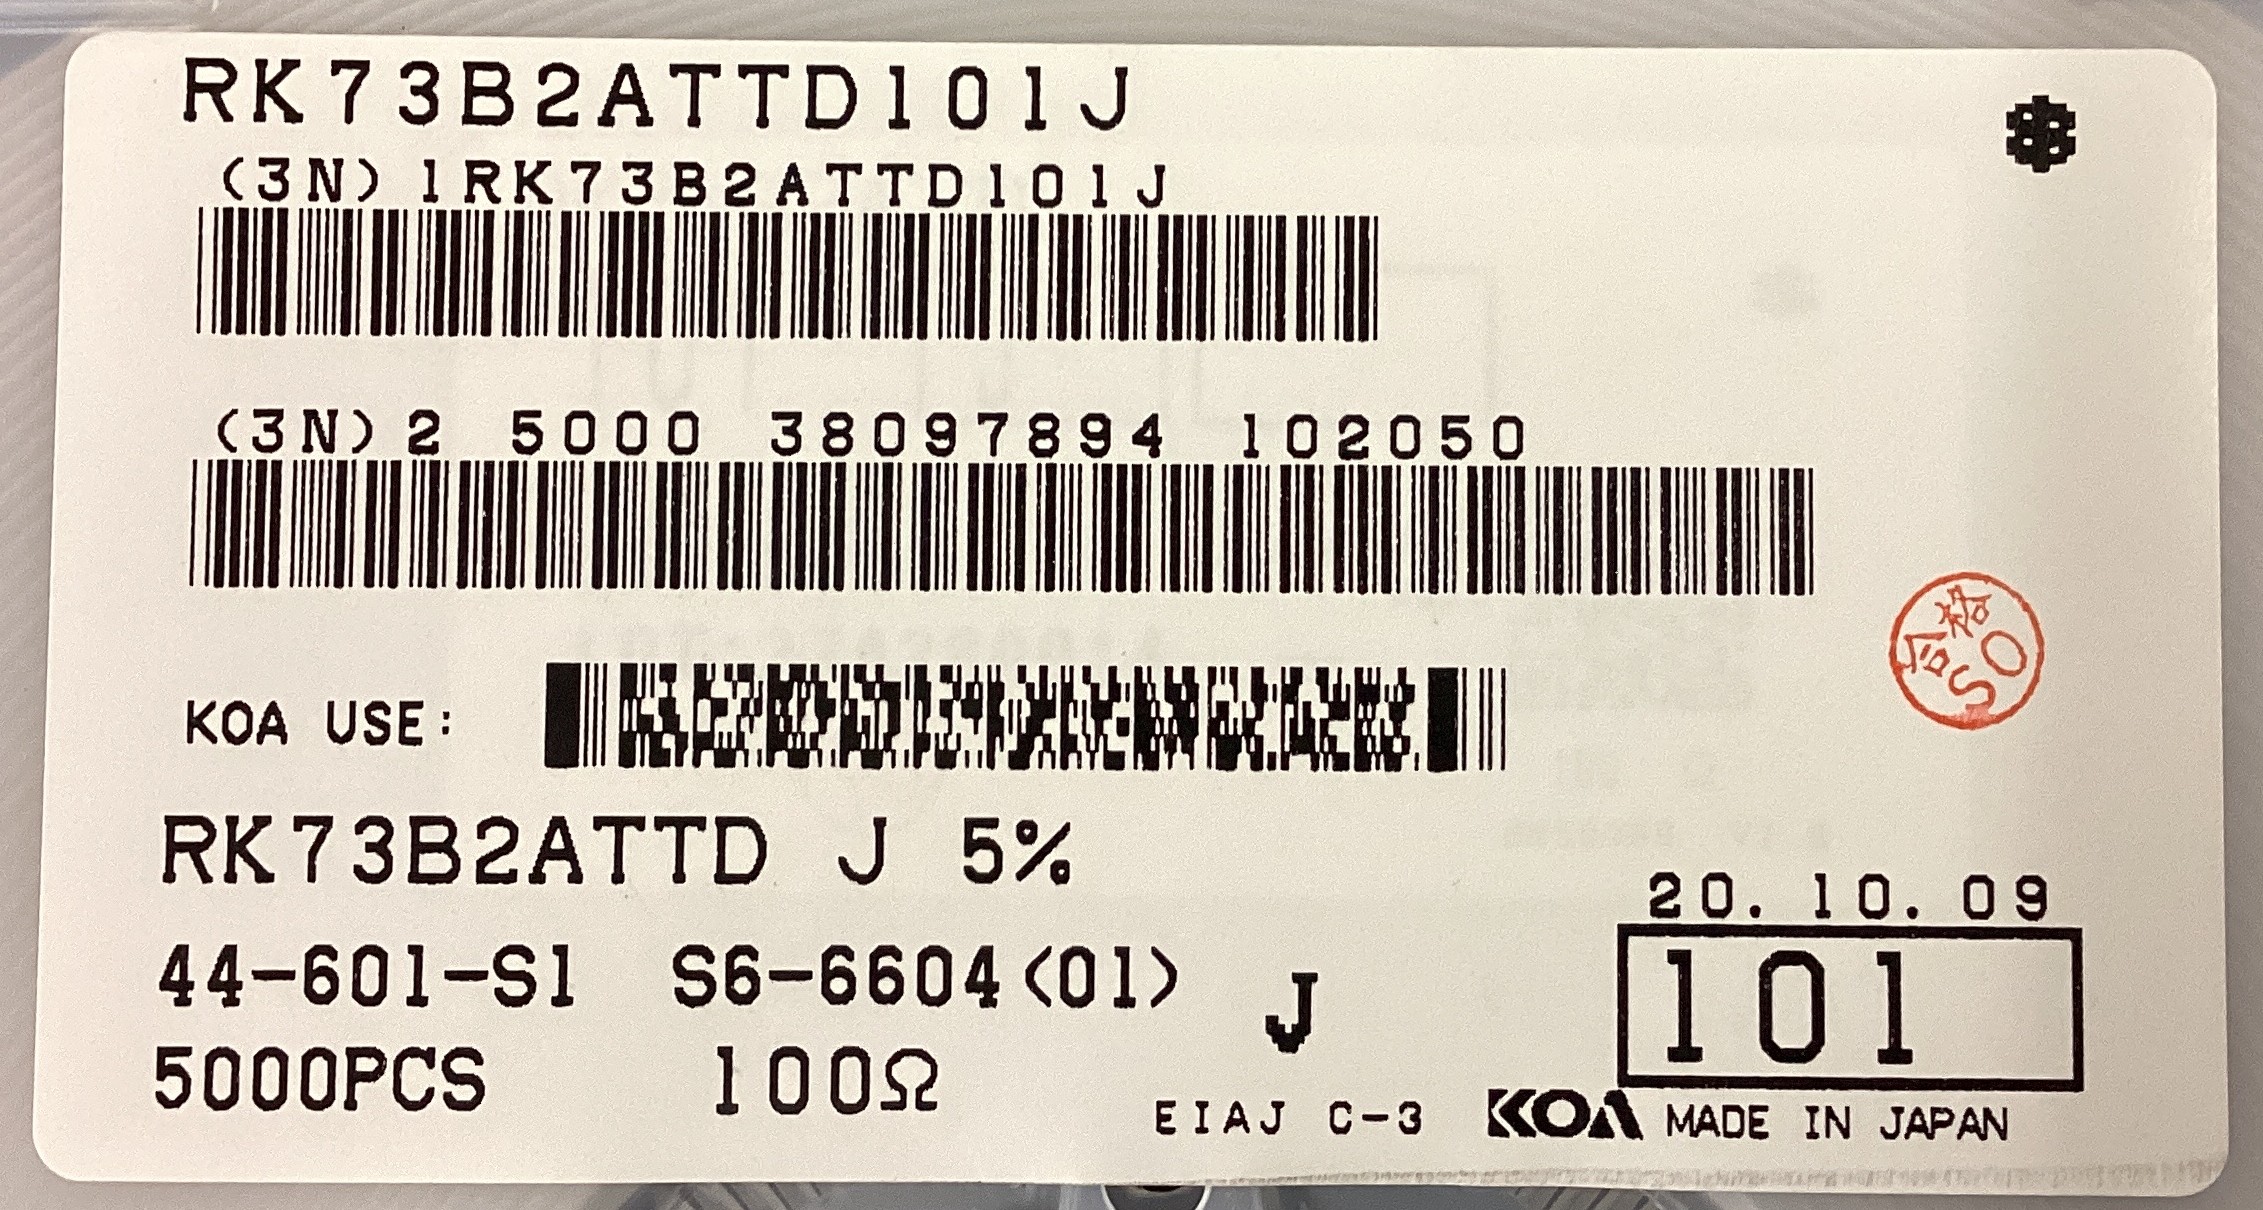 RK73B2ATTD101J
(3N)1RK73B2ATTD101J
(3N)2 5000 38097894 102050
KOA USE:
RK73B2ATTD J 5%
20.10.09
44-601-S1 S6-6604(01) J
101
5000PCS 100Ω
EIAJ C-3 KOA MADE IN JAPAN